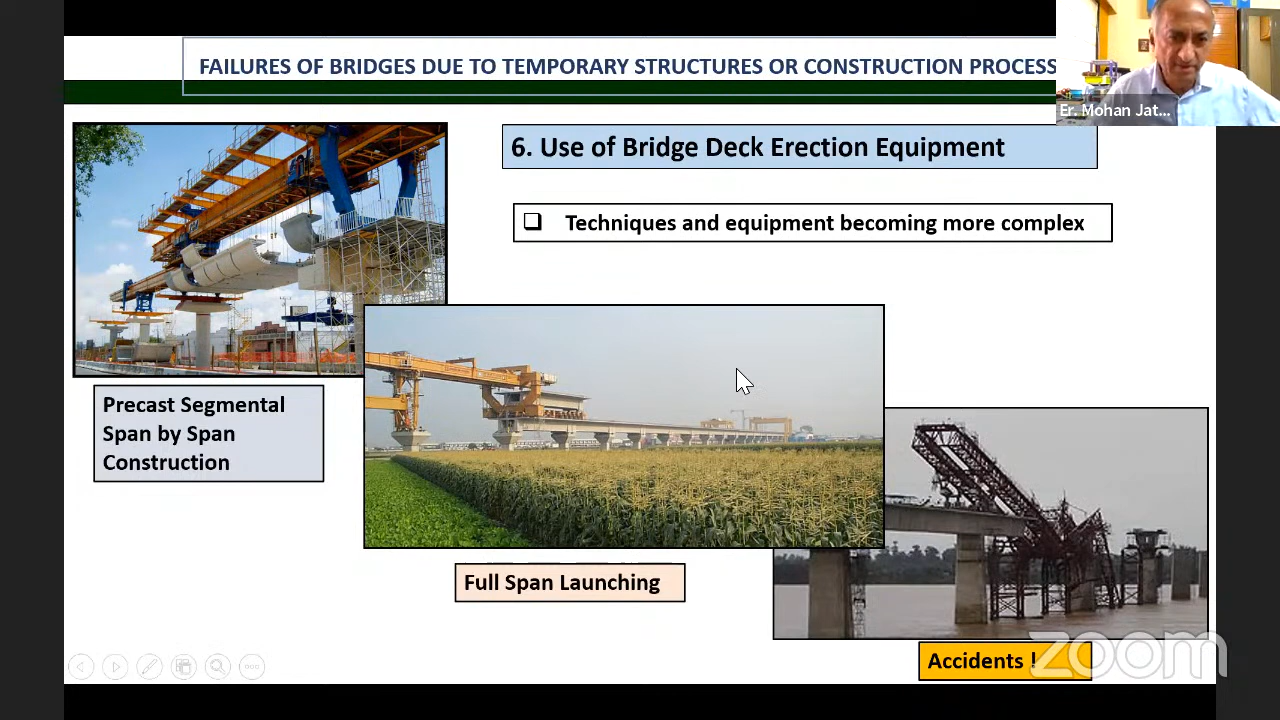 FAILURES OF BRIDGES DUE TO TEMPORARY STRUCTURES OR CONSTRUCTION PROCESS
Er. Mohan Jat...
6. Use of Bridge Deck Erection Equipment
❑ Techniques and equipment becoming more complex
Precast Segmental
Span by Span
Construction
Full Span Launching
Accidents !
zoom